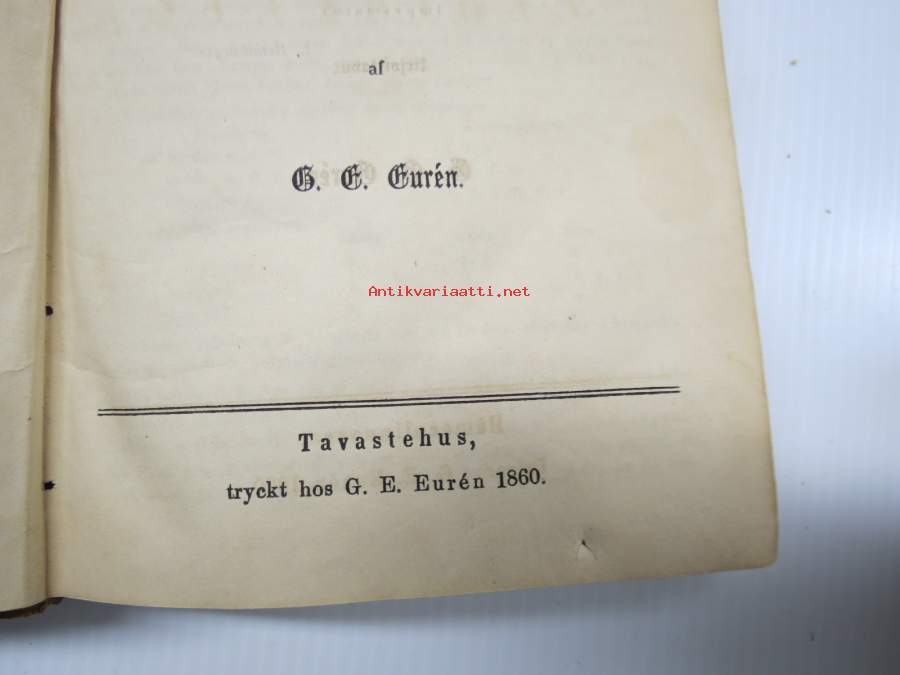 af
G. E. Eurén.
Antikvariaatti.net
Tavastehus,
tryckt hos G. E. Eurén 1860.